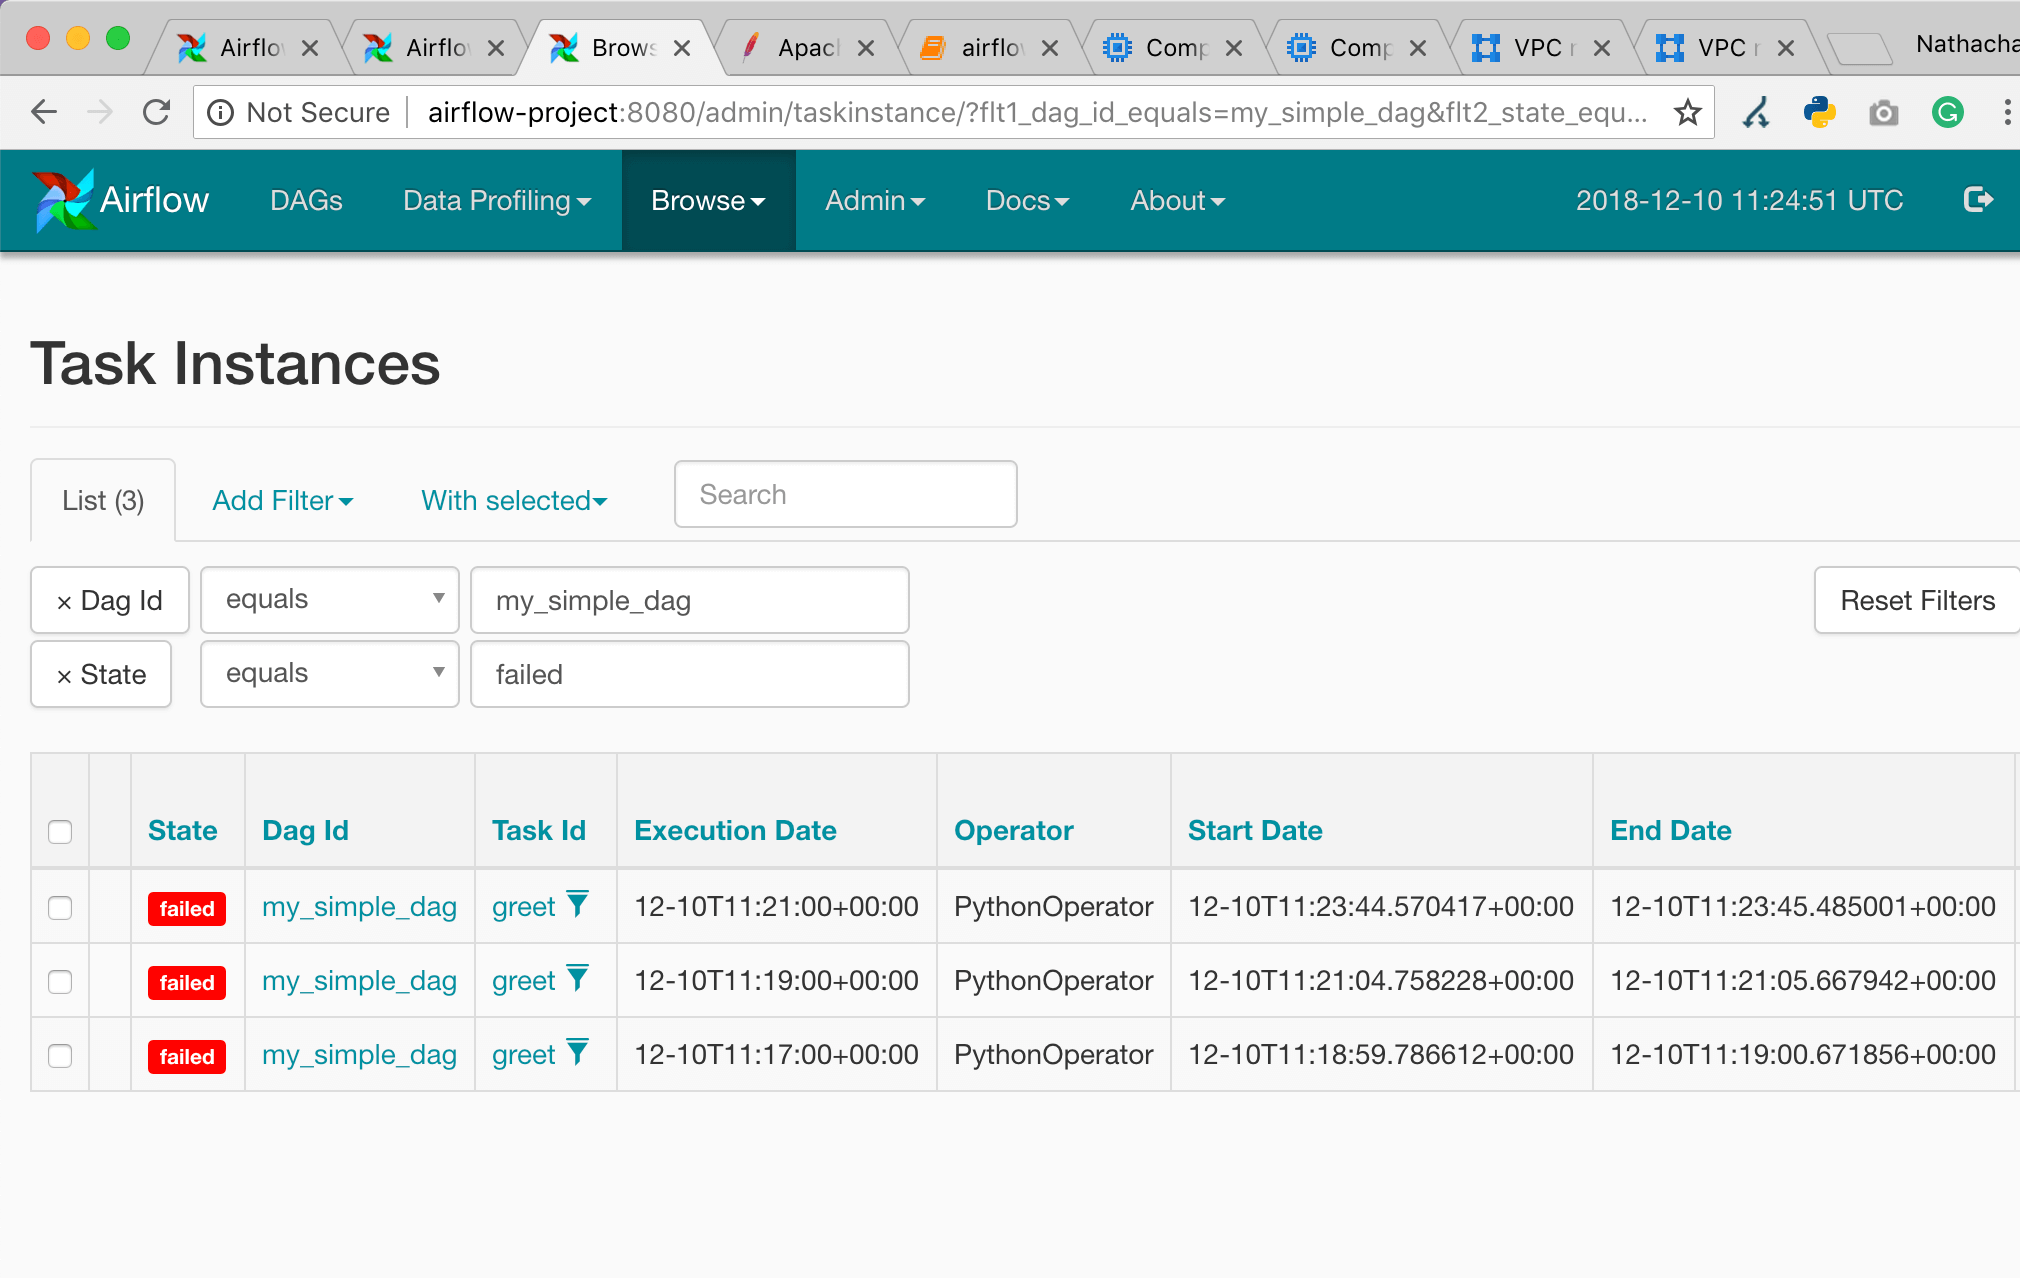 Airflo Airflo Brows Apac airflo Comp Comp VPC VPC Nathacha
Not Secure airflow-project:8080/admin/taskinstance/?flt1_dag_id_equals=my_simple_dag&flt2_state_equ...
Airflow DAGs Data Profiling Browse Admin Docs About 2018-12-10 11:24:51 UTC
Task Instances
List (3) Add Filter With selected Search
× Dag Id equals my_simple_dag Reset Filters
× State equals failed
State Dag Id Task Id Execution Date Operator Start Date End Date
failed my_simple_dag greet 12-10T11:21:00+00:00 PythonOperator 12-10T11:23:44.570417+00:00 12-10T11:23:45.485001+00:00
failed my_simple_dag greet 12-10T11:19:00+00:00 PythonOperator 12-10T11:21:04.758228+00:00 12-10T11:21:05.667942+00:00
failed my_simple_dag greet 12-10T11:17:00+00:00 PythonOperator 12-10T11:18:59.786612+00:00 12-10T11:19:00.671856+00:00